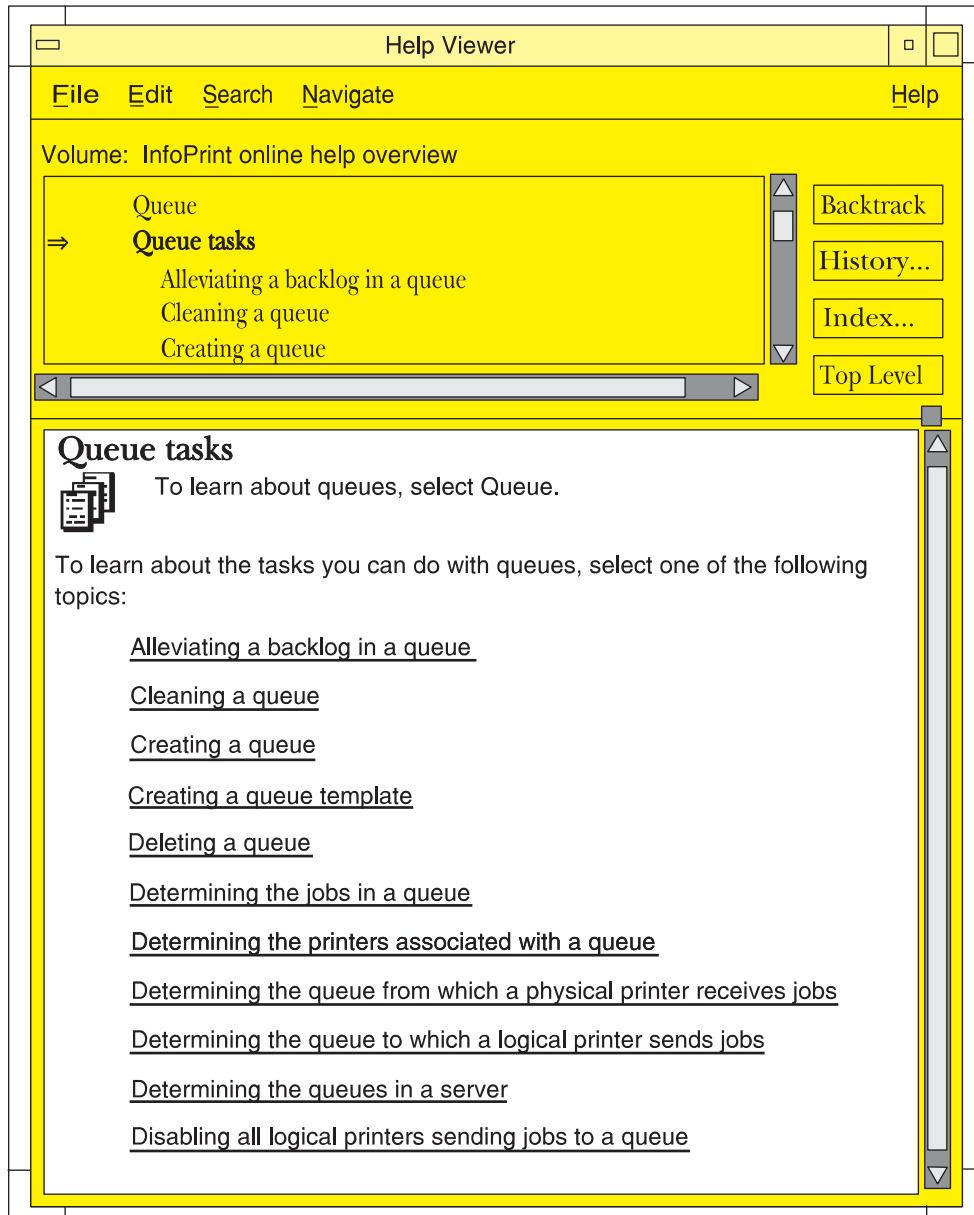 Help Viewer
File Edit Search Navigate Help
Volume: InfoPrint online help overview
Queue
⇒ Queue tasks
Alleviating a backlog in a queue
Cleaning a queue
Creating a queue
Backtrack
History...
Index...
Top Level
Queue tasks
To learn about queues, select Queue.
To learn about the tasks you can do with queues, select one of the following
topics:
Alleviating a backlog in a queue
Cleaning a queue
Creating a queue
Creating a queue template
Deleting a queue
Determining the jobs in a queue
Determining the printers associated with a queue
Determining the queue from which a physical printer receives jobs
Determining the queue to which a logical printer sends jobs
Determining the queues in a server
Disabling all logical printers sending jobs to a queue